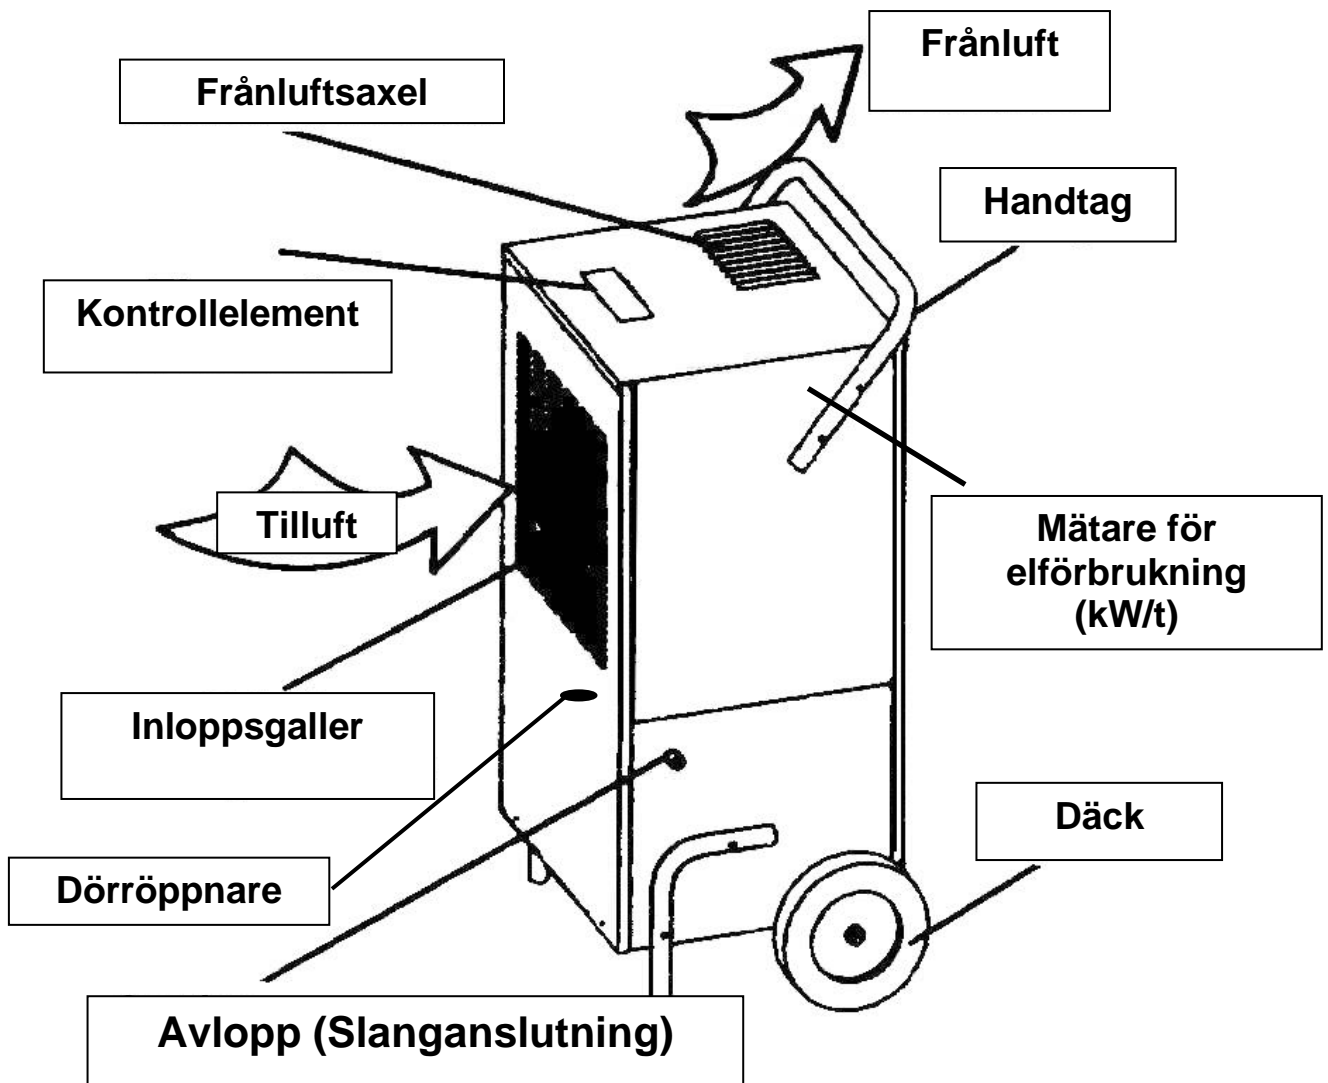 Frånluft
Frånluftsaxel
Handtag
Kontrollelement
Tilluft
Mätare för
elförbrukning
(kW/t)
Inloppsgaller
Däck
Dörröppnare
Avlopp (Slanganslutning)